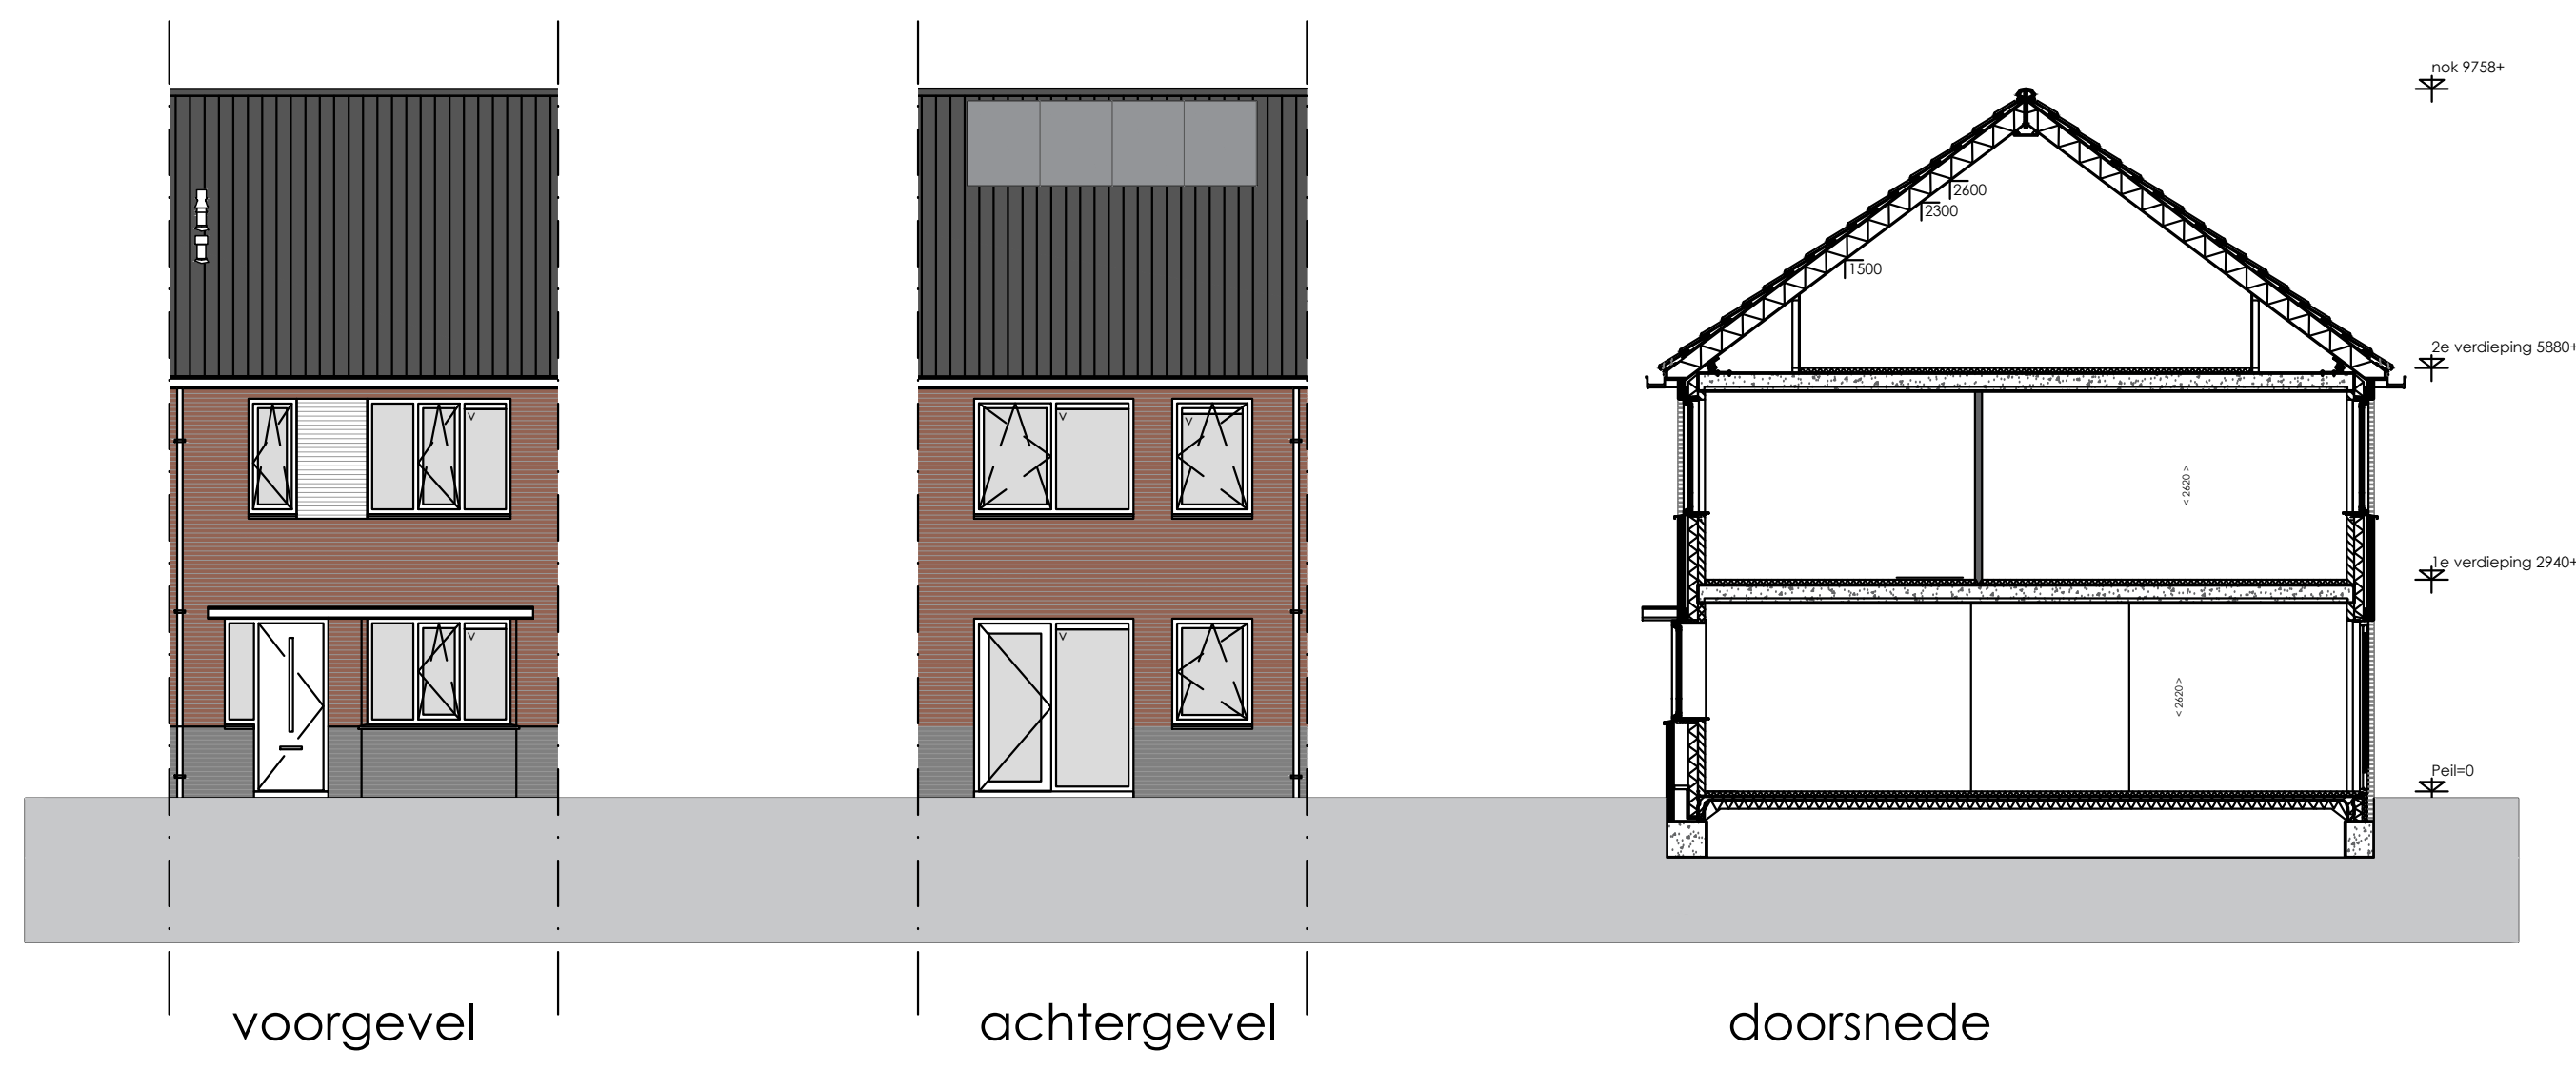 nok 9758+
2600
2300
1500
2e verdieping 5880+
< 2620 >
1e verdieping 2940+
< 2620 >
Peil=0
voorgevel
achtergevel
doorsnede